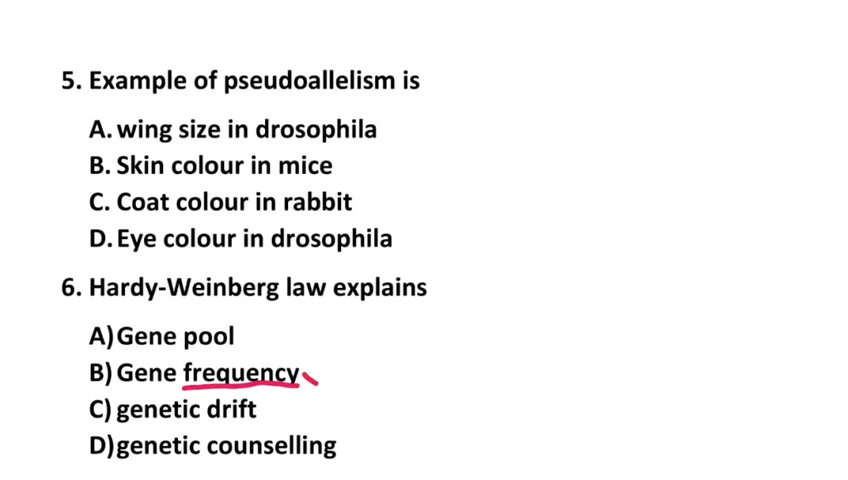 5. Example of pseudoallelism is
A. wing size in drosophila
B. Skin colour in mice
C. Coat colour in rabbit
D. Eye colour in drosophila
6. Hardy-Weinberg law explains
A) Gene pool
B) Gene frequency
C) genetic drift
D) genetic counselling